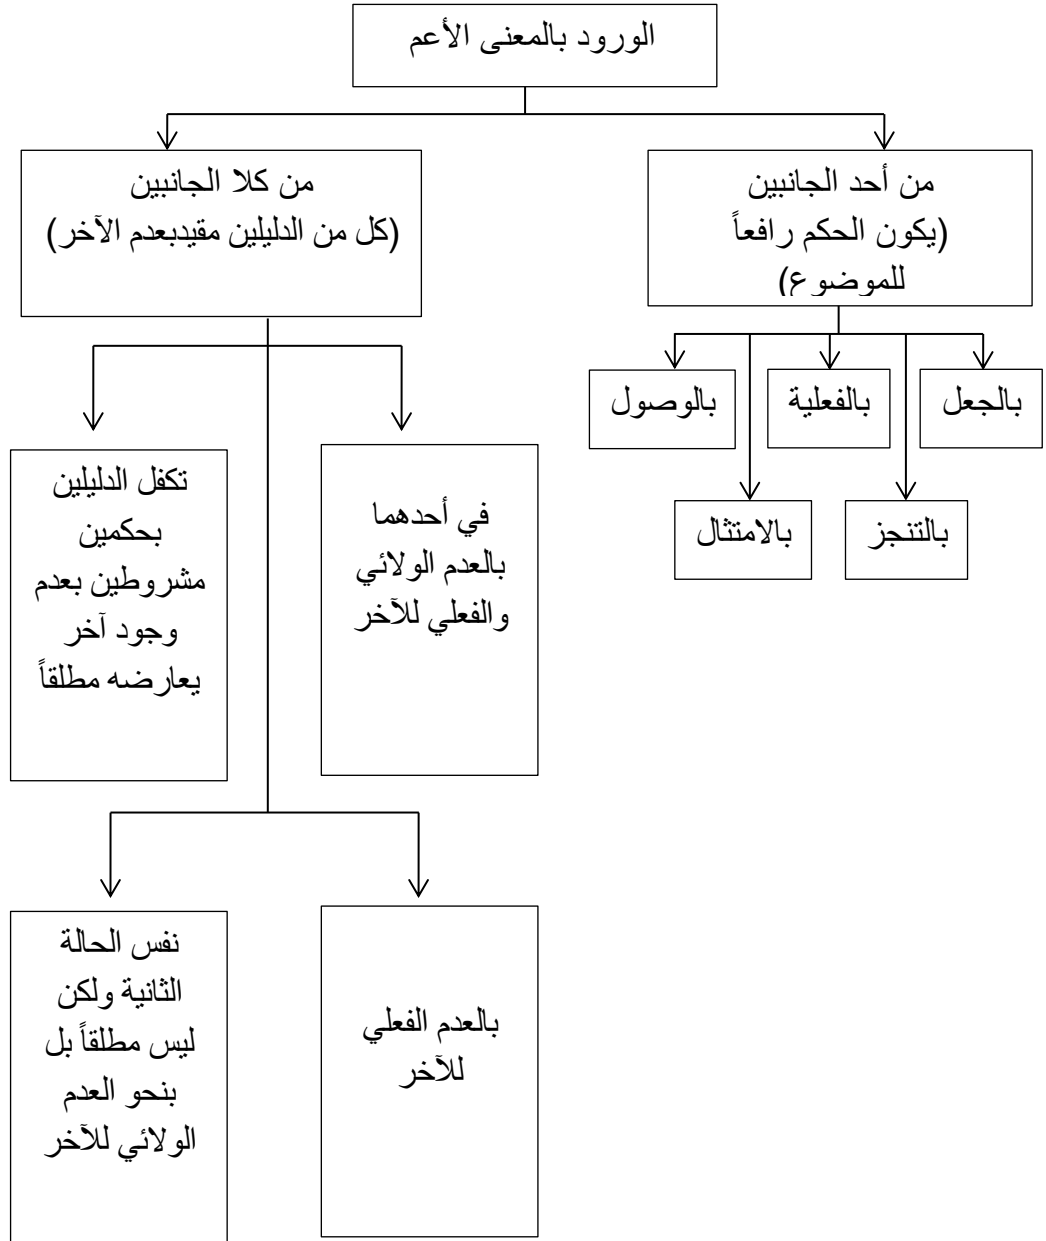 الورود بالمعنى الأعم
من أحد الجانبين
(يكون الحكم رافعاً
للموضوع)
من كلا الجانبين
(كل من الدليلين مقيدبعدم الآخر)
بالجعل
بالفعلية
بالوصول
بالتنجز
بالامتثال
في أحدهما
بالعدم الولائي
والفعلي للآخر
تكفل الدليلين
بحكمين
مشروطين بعدم
وجود آخر
يعارضه مطلقاً
بالعدم الفعلي
للآخر
نفس الحالة
الثانية ولكن
ليس مطلقاً بل
بنحو العدم
الولائي للآخر